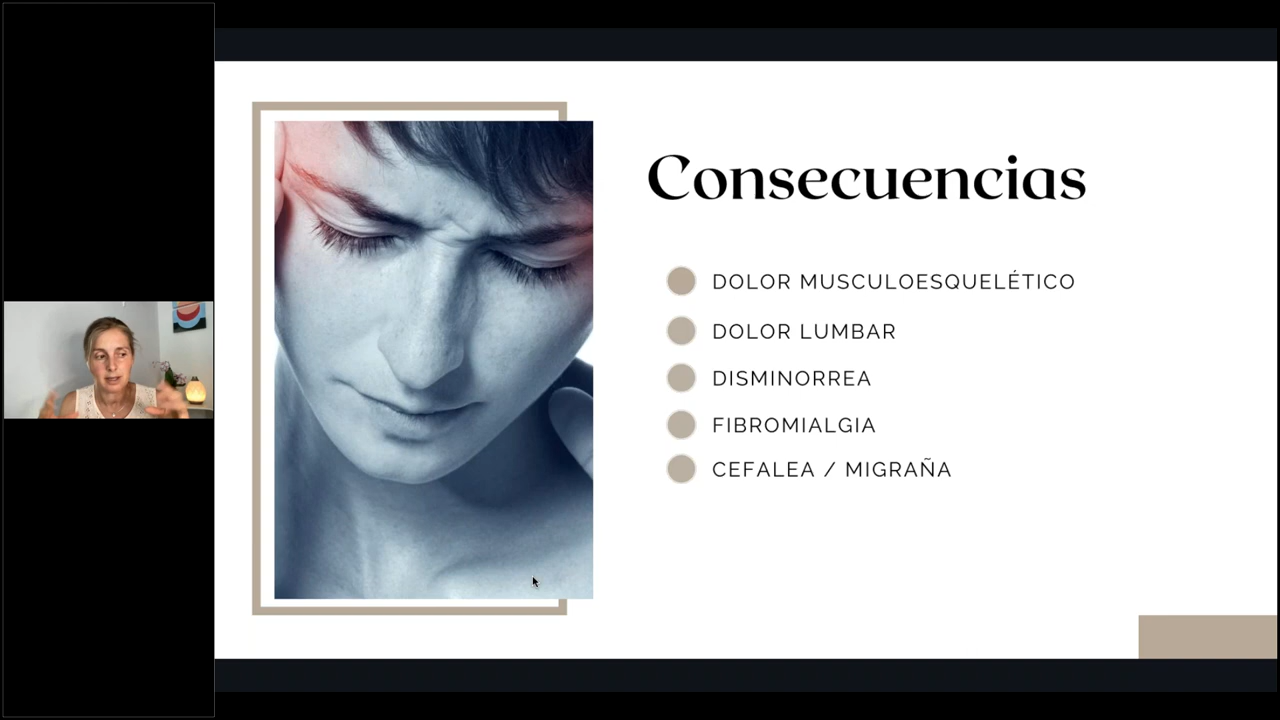 Consecuencias
DOLOR MUSCULOESQUELÉTICO
DOLOR LUMBAR
DISMINORREA
FIBROMIALGIA
CEFALEA / MIGRAÑA